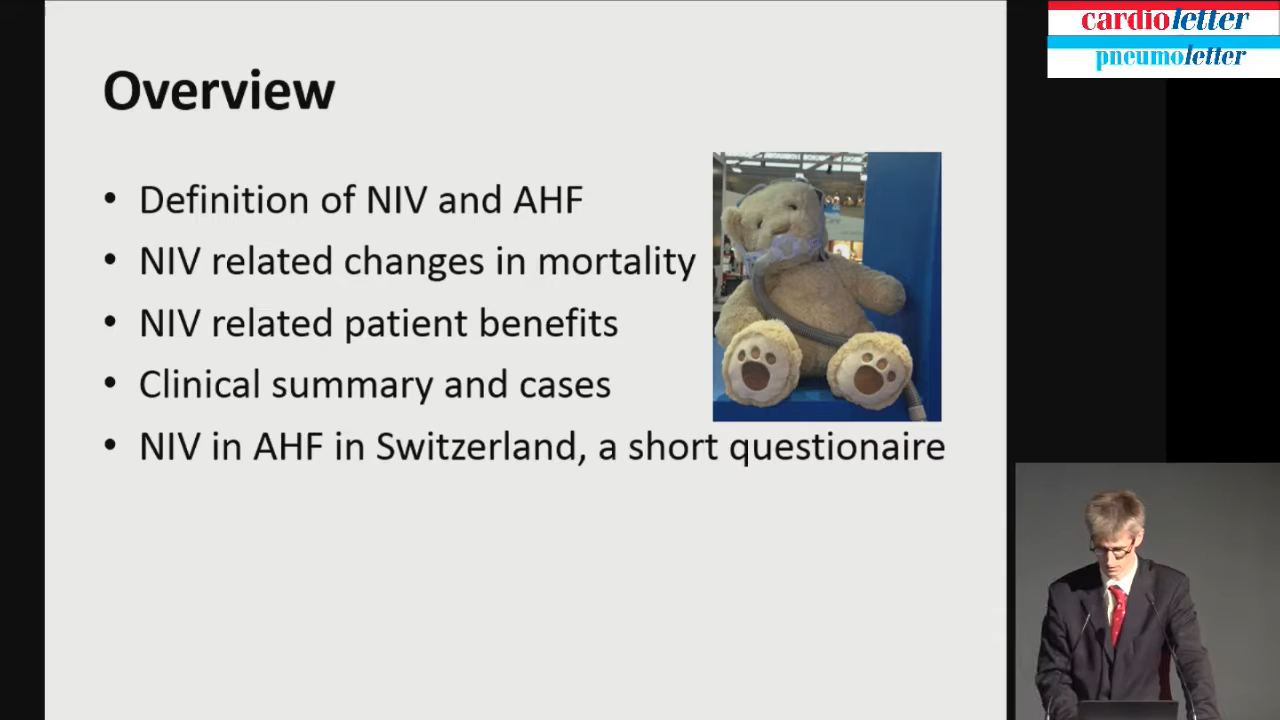 cardioletter
pneumoletter
Overview
• Definition of NIV and AHF
• NIV related changes in mortality
• NIV related patient benefits
• Clinical summary and cases
• NIV in AHF in Switzerland, a short questionaire